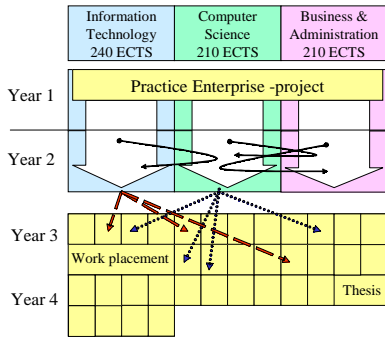 Information
Technology
240 ECTS
Computer
Science
210 ECTS
Business &
Administration
210 ECTS
Year 1
Practice Enterprise -project
Year 2
Year 3
Work placement
Year 4
Thesis